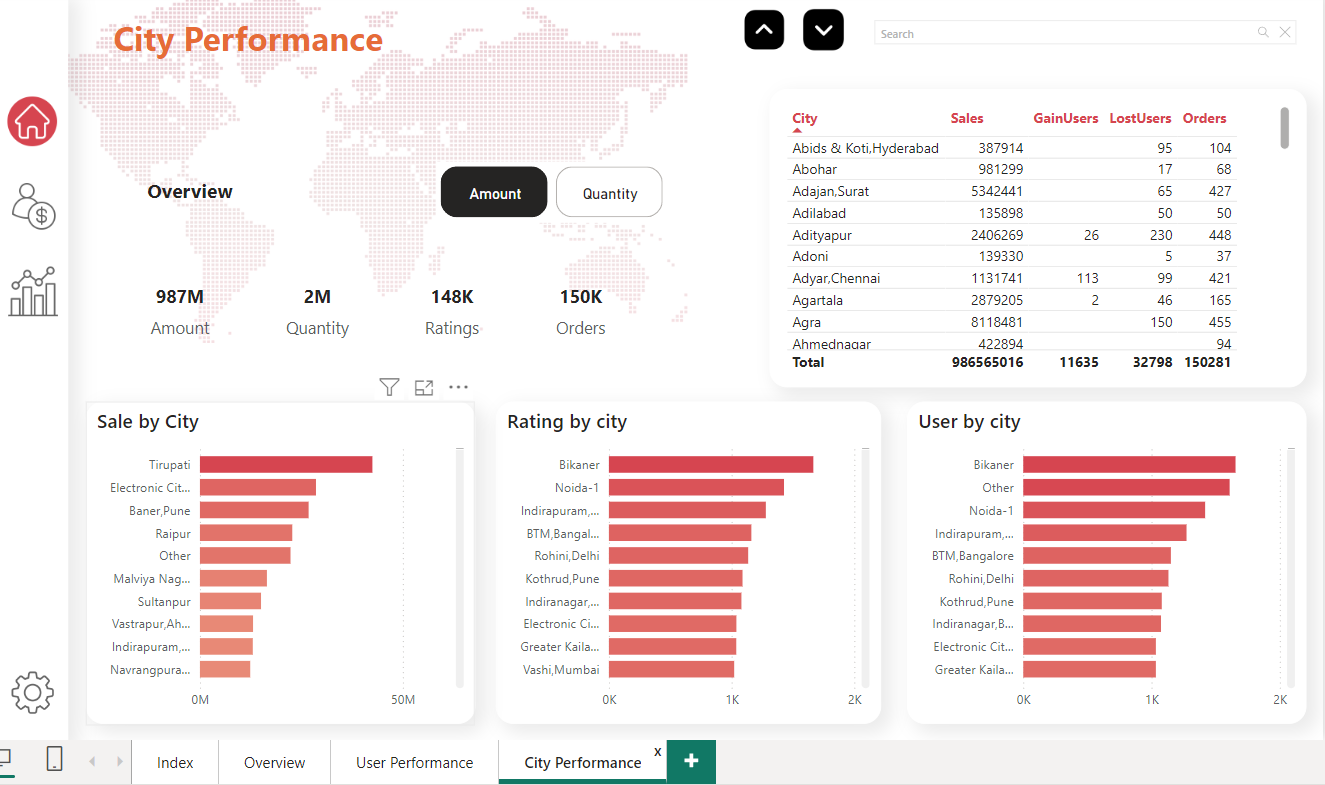 City Performance
Search
Overview
Amount
Quantity
987M
2M
148K
150K
Amount
Quantity
Ratings
Orders
City Sales GainUsers LostUsers Orders
Abids & Koti,Hyderabad 387914 95 104
Abohar 981299 17 68
Adajan,Surat 5342441 65 427
Adilabad 135898 50 50
Adityapur 2406269 26 230 448
Adoni 139330 5 37
Adyar,Chennai 1131741 113 99 421
Agartala 2879205 2 46 165
Agra 8118481 150 455
Ahmednagar 422894 94
Total 986565016 11635 32798 150281
Sale by City
Tirupati
Electronic Cit...
Baner,Pune
Raipur
Other
Malviya Nag...
Sultanpur
Vastrapur,Ah...
Indirapuram,...
Navrangpura...
0M 50M
Rating by city
Bikaner
Noida-1
Indirapuram,...
BTM,Bangal...
Rohini,Delhi
Kothrud,Pune
Indiranagar,...
Electronic Ci...
Greater Kaila...
Vashi,Mumbai
0K 1K 2K
User by city
Bikaner
Other
Noida-1
Indirapuram,...
BTM,Bangalore
Rohini,Delhi
Kothrud,Pune
Indiranagar,B...
Electronic Cit...
Greater Kaila...
0K 1K 2K
Index
Overview
User Performance
City Performance
x
+